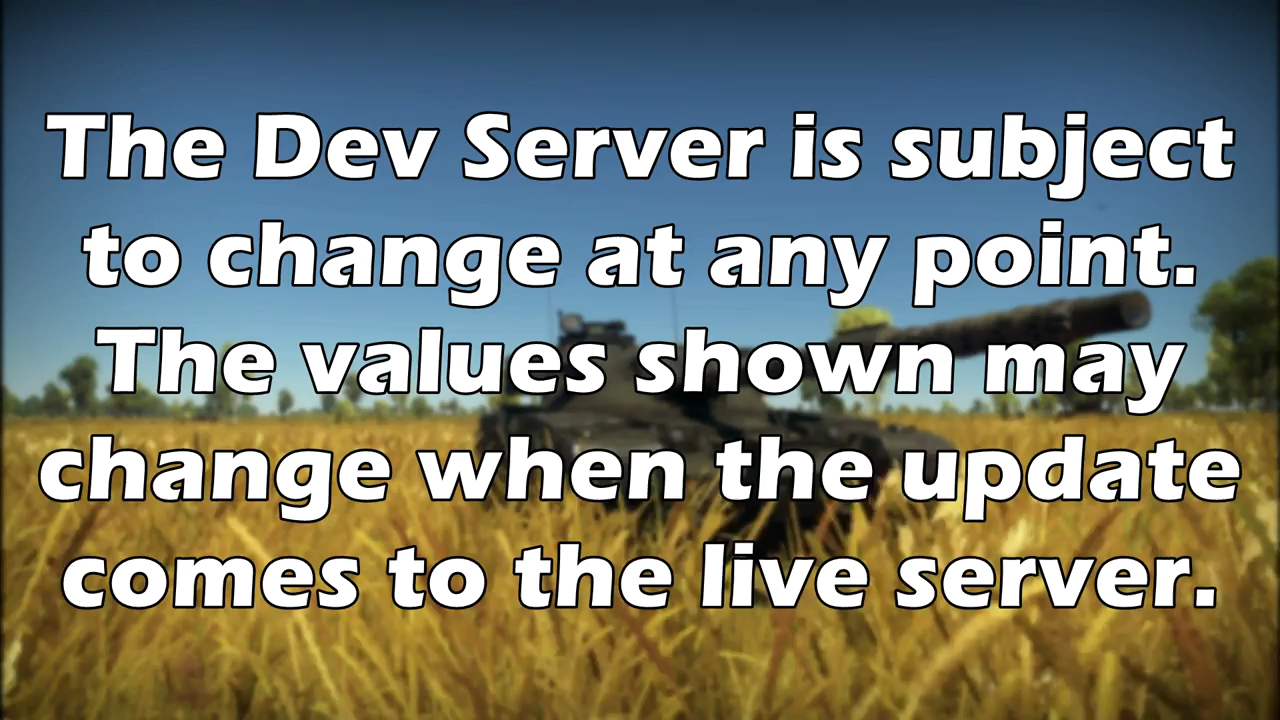 The Dev Server is subject
to change at any point.
The values shown may
change when the update
comes to the live server.